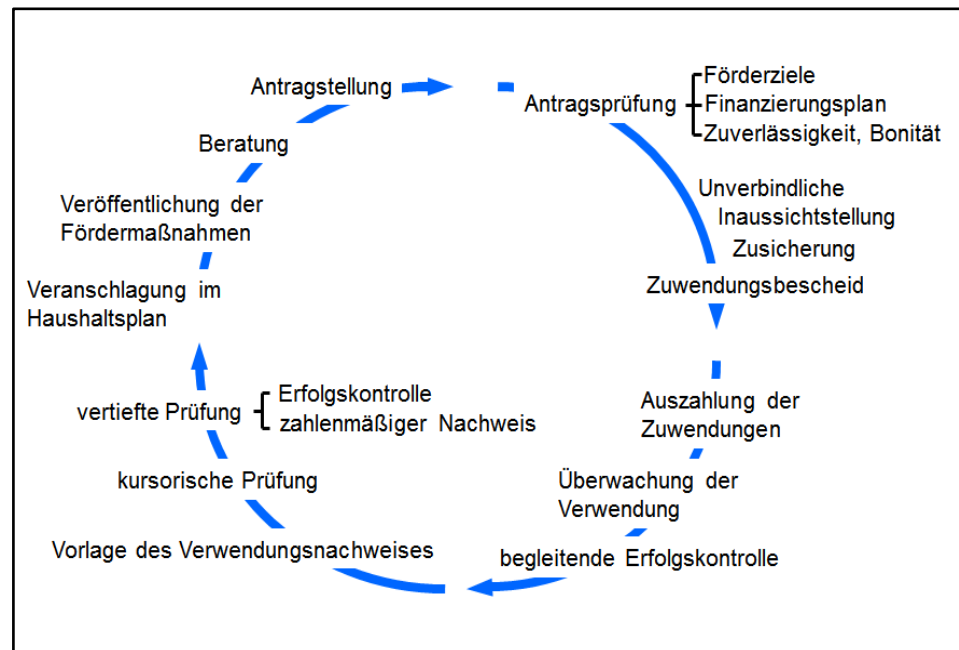 Antragstellung
Antragsprüfung
Förderziele
Finanzierungsplan
Zuverlässigkeit, Bonität
Unverbindliche
Inaussichtstellung
Zusicherung
Zuwendungsbescheid
Auszahlung der
Zuwendungen
Überwachung der
Verwendung
begleitende Erfolgskontrolle
Vorlage des Verwendungsnachweises
kursorische Prüfung
vertiefte Prüfung
Erfolgskontrolle
zahlenmäßiger Nachweis
Veranschlagung im
Haushaltsplan
Veröffentlichung der
Fördermaßnahmen
Beratung